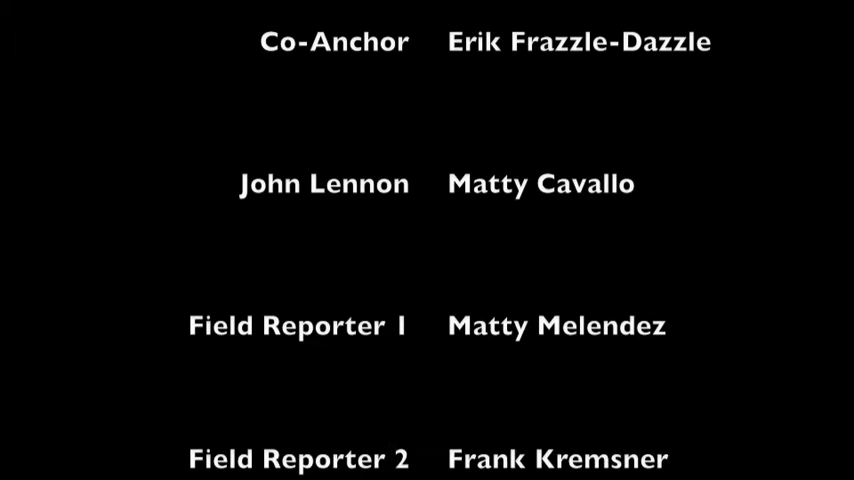 Co-Anchor Erik Frazzle-Dazzle
John Lennon Matty Cavallo
Field Reporter 1 Matty Melendez
Field Reporter 2 Frank Kremsner